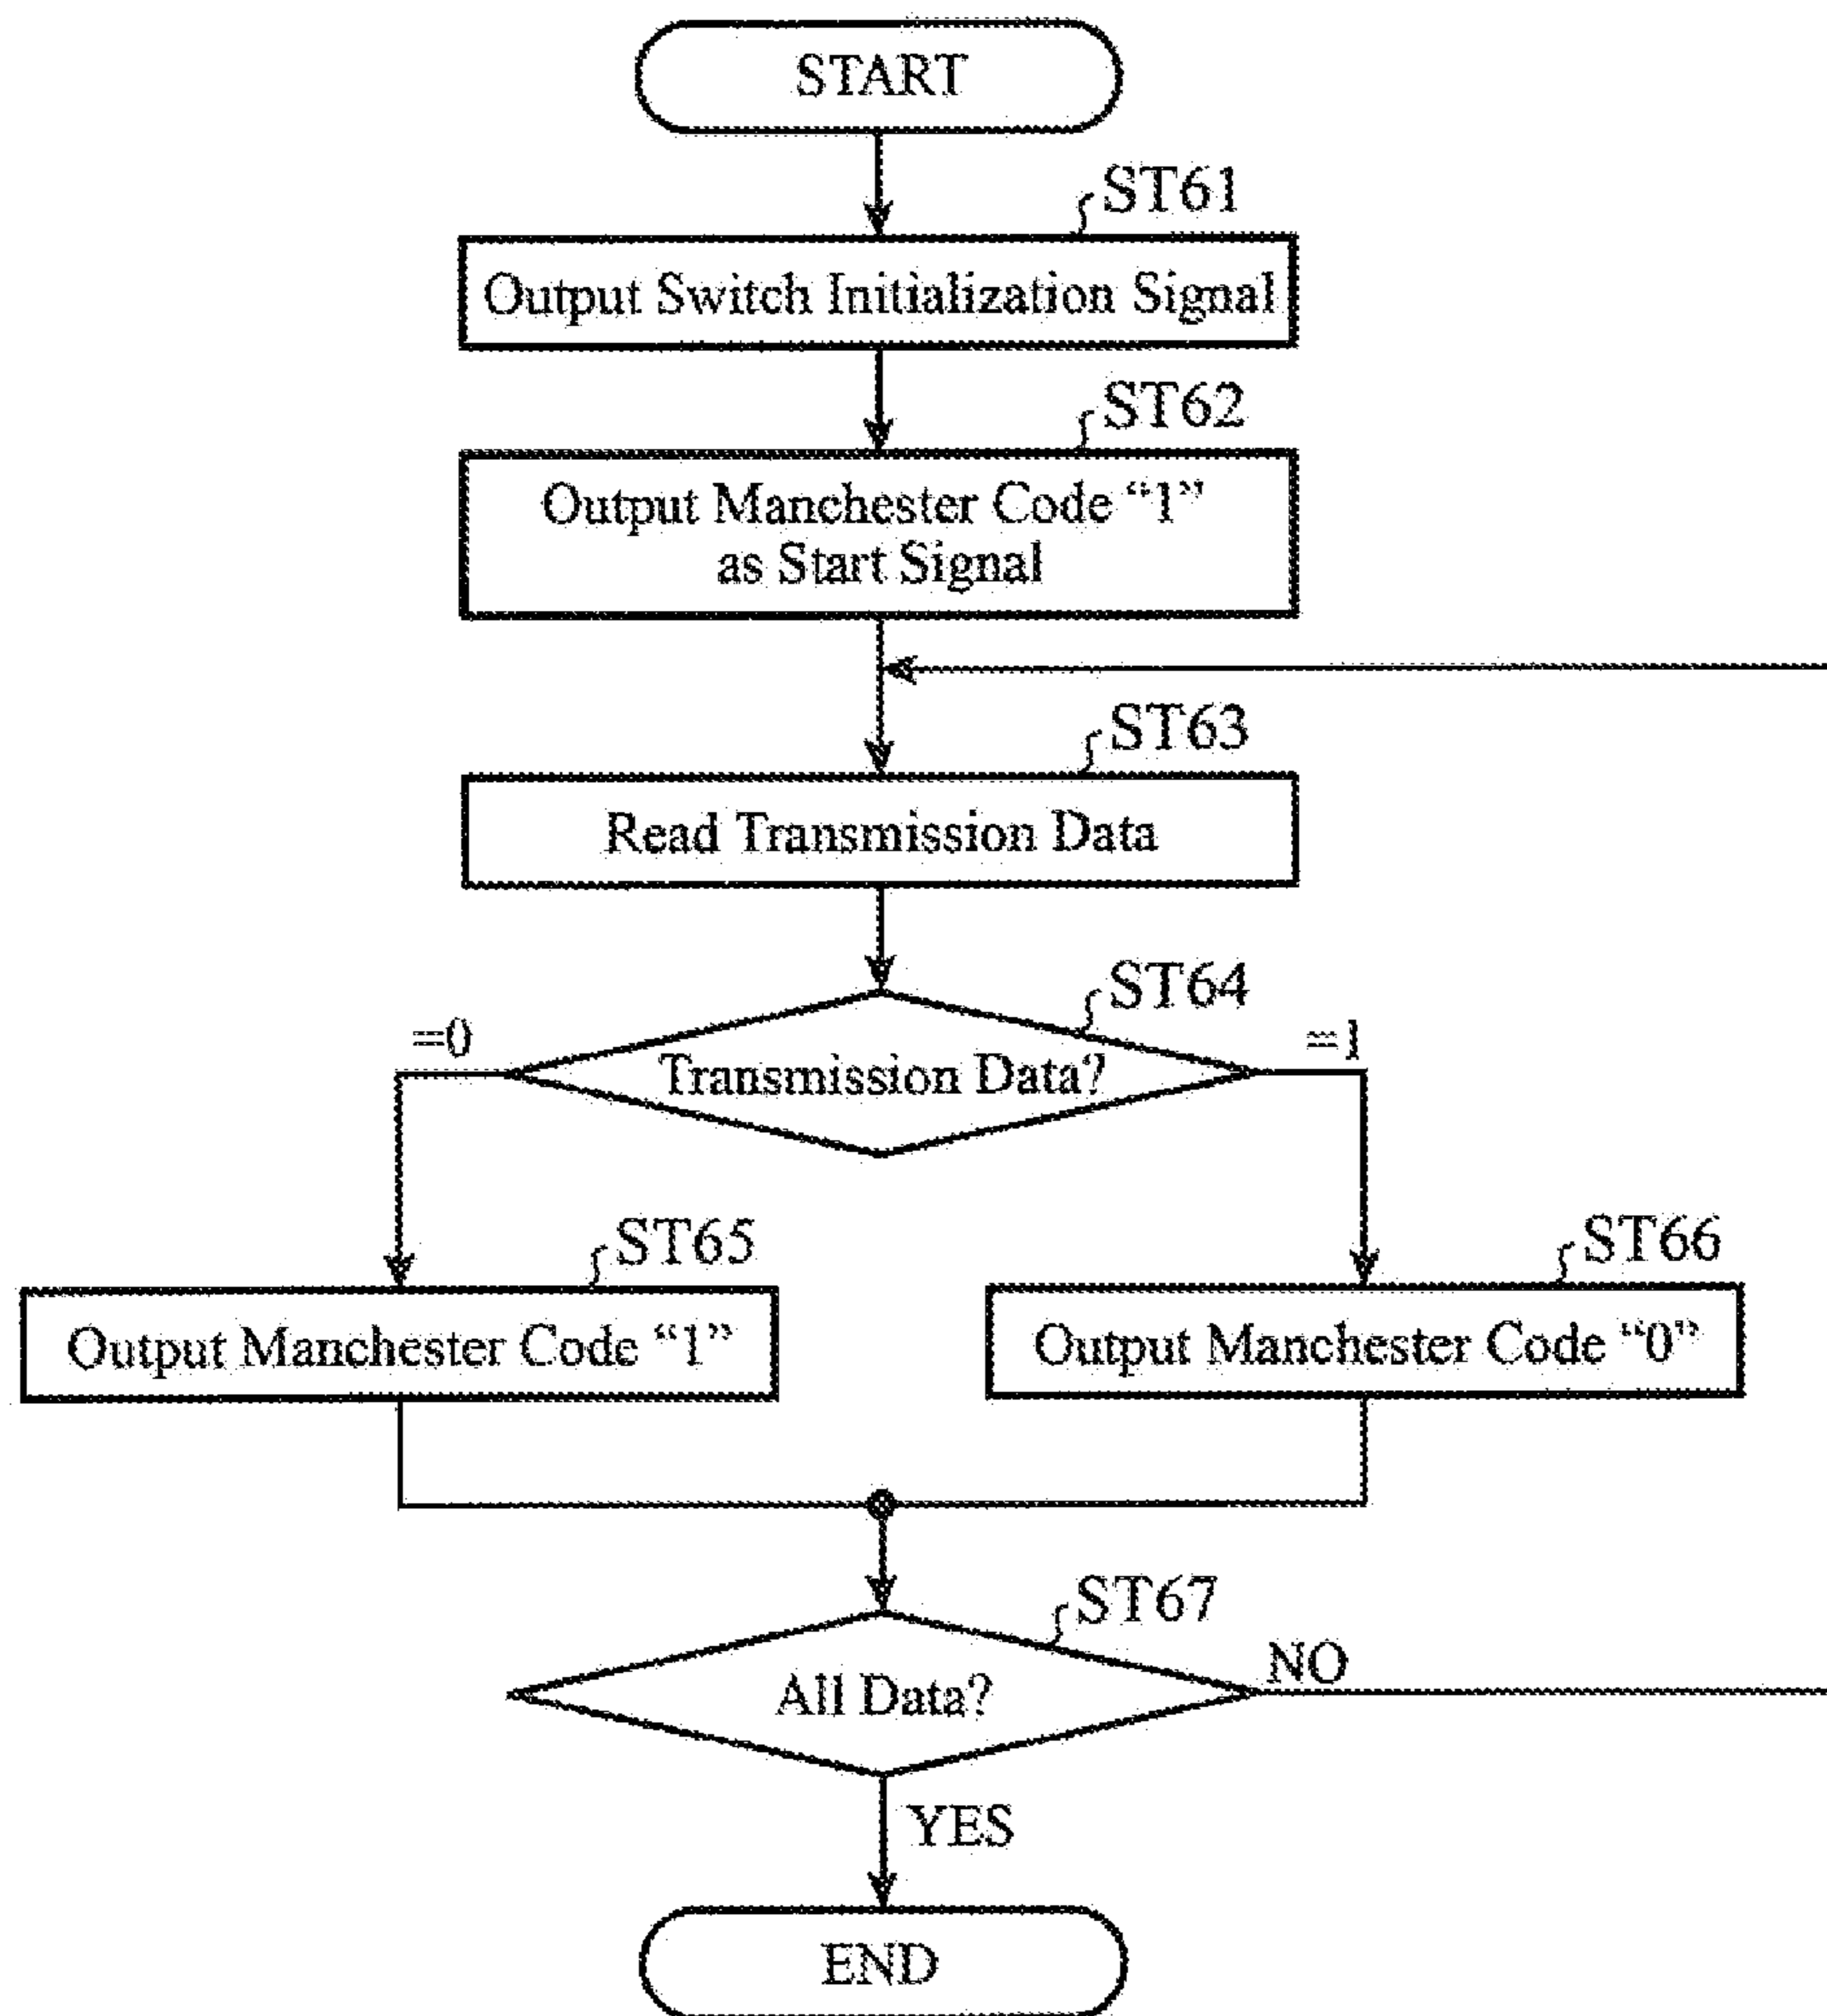 START
ST61
Output Switch Initialization Signal
ST62
Output Manchester Code “1”
as Start Signal
ST63
Read Transmission Data
ST64
=0
=1
Transmission Data?
ST65
ST66
Output Manchester Code “1”
Output Manchester Code “0”
ST67
NO
All Data?
YES
END